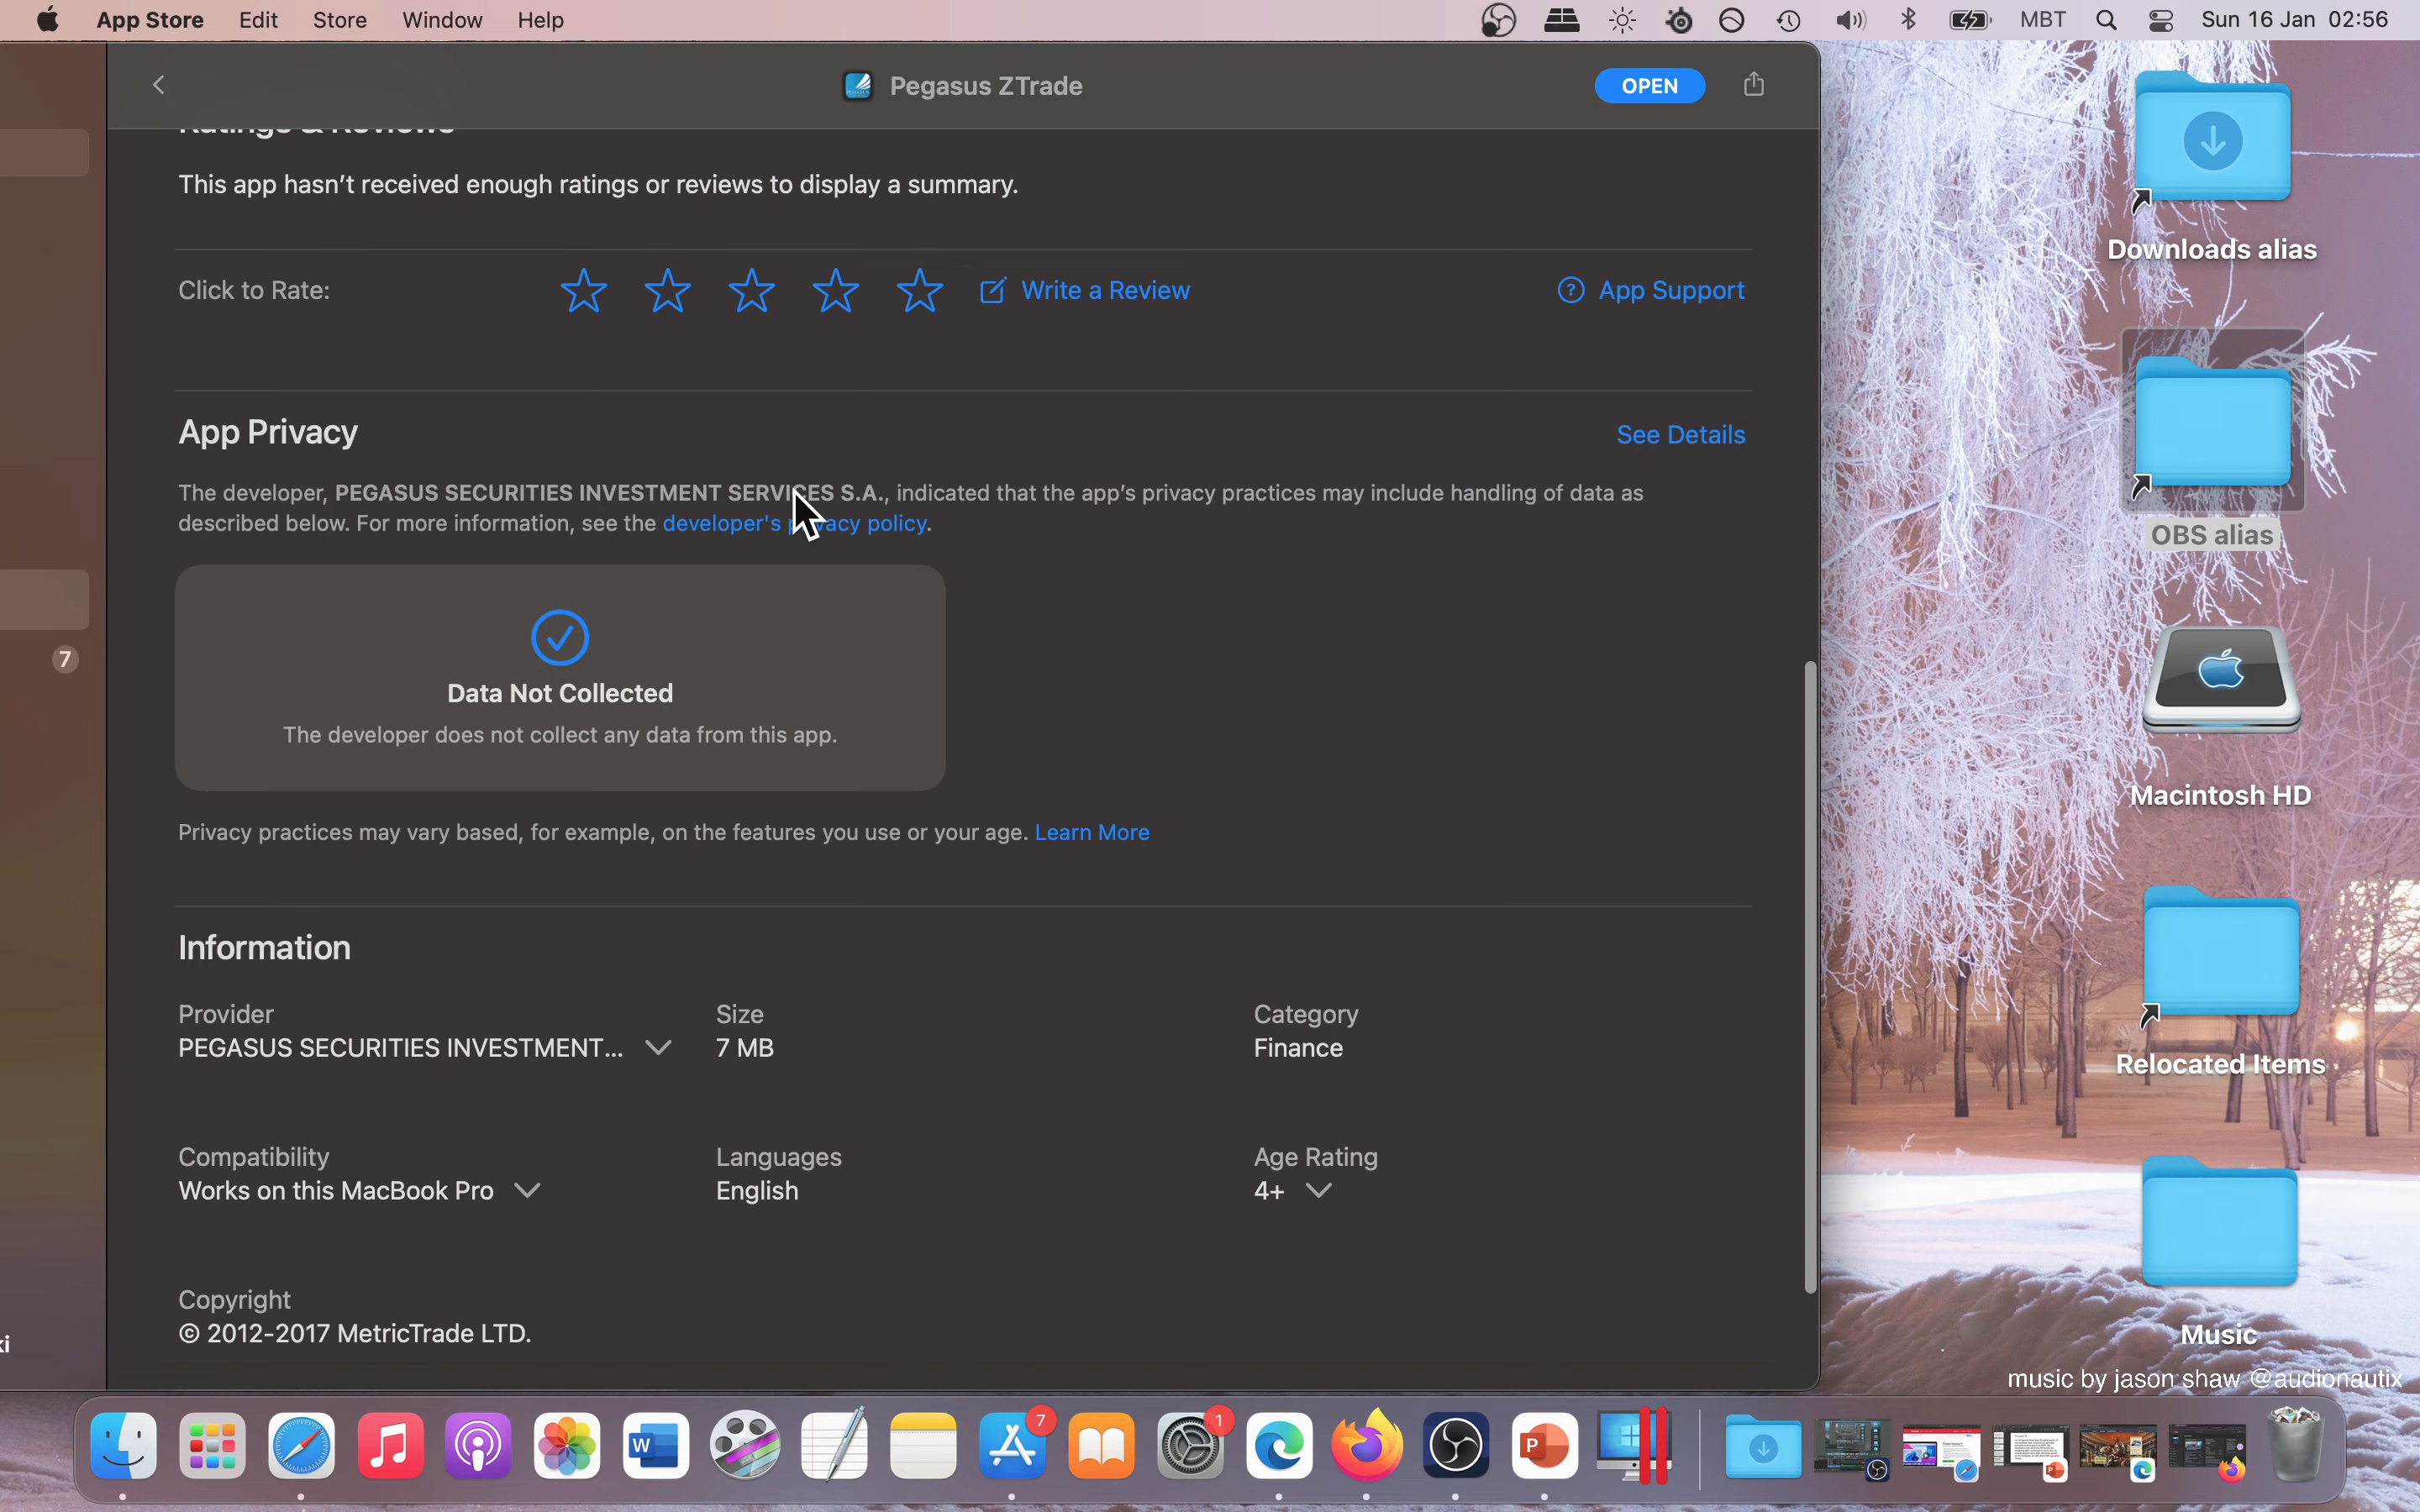 App Store Edit Store Window Help
MBT Sun 16 Jan 02:56
Pegasus ZTrade
OPEN
Ratings & Reviews
This app hasn’t received enough ratings or reviews to display a summary.
Click to Rate:
Write a Review
App Support
App Privacy
See Details
The developer, PEGASUS SECURITIES INVESTMENT SERVICES S.A., indicated that the app’s privacy practices may include handling of data as
described below. For more information, see the developer's privacy policy.
7
Data Not Collected
The developer does not collect any data from this app.
Privacy practices may vary based, for example, on the features you use or your age. Learn More
Information
Provider
PEGASUS SECURITIES INVESTMENT...
Size
7 MB
Category
Finance
Compatibility
Works on this MacBook Pro
Languages
English
Age Rating
4+
Copyright
© 2012-2017 MetricTrade LTD.
Downloads alias
OBS alias
Macintosh HD
Relocated Items
Music
music by jason shaw @audionautix
7
1